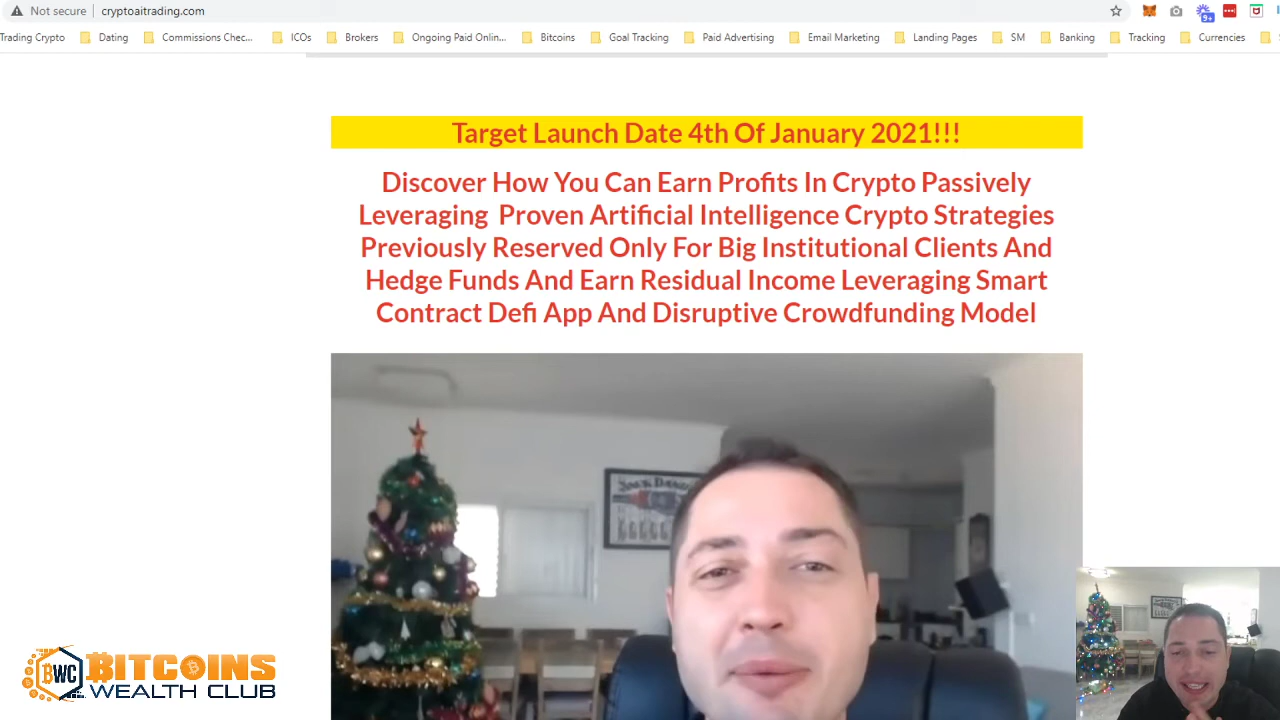 Not secure
cryptoaitrading.com
Trading Crypto
Dating
Commissions Chec...
ICOs
Brokers
Ongoing Paid Onlin...
Bitcoins
Goal Tracking
Paid Advertising
Email Marketing
Landing Pages
SM
Banking
Tracking
Currencies
9+
Target Launch Date 4th Of January 2021!!!
Discover How You Can Earn Profits In Crypto Passively
Leveraging Proven Artificial Intelligence Crypto Strategies
Previously Reserved Only For Big Institutional Clients And
Hedge Funds And Earn Residual Income Leveraging Smart
Contract Defi App And Disruptive Crowdfunding Model
BWC
BITCOINS
WEALTH CLUB